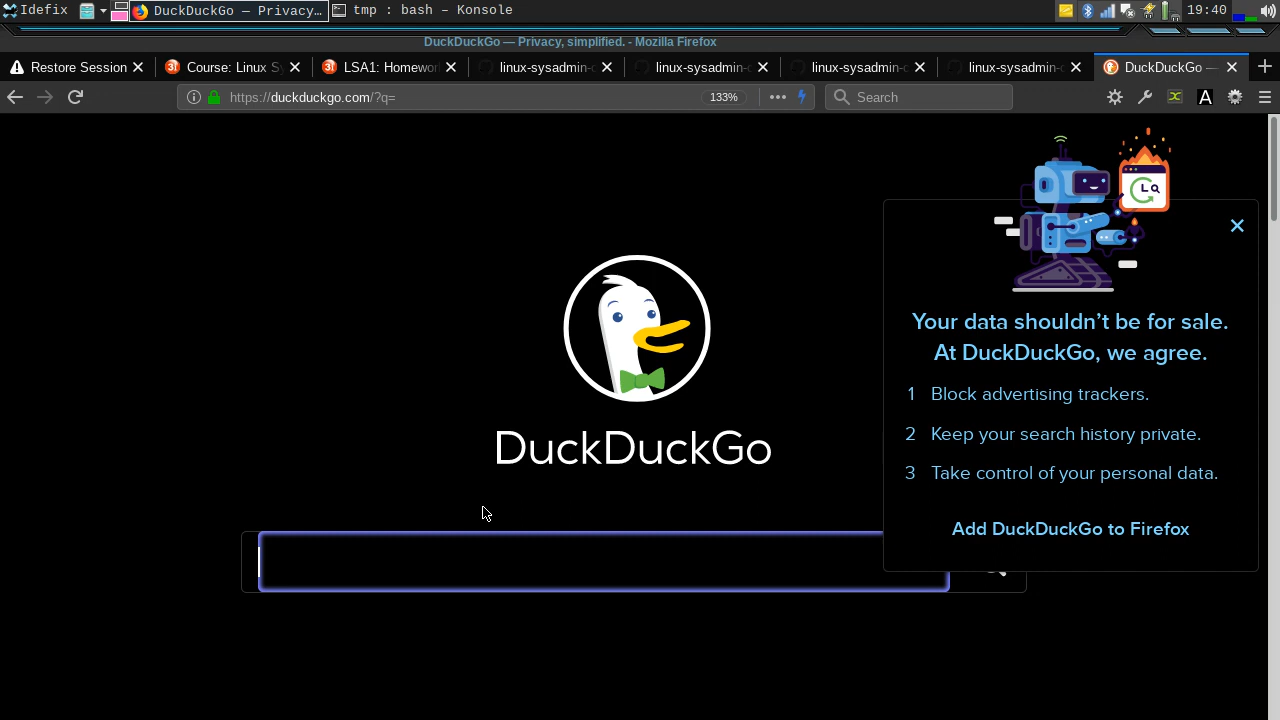 Idefix
DuckDuckGo — Privacy...
tmp : bash – Konsole
19:40
DuckDuckGo — Privacy, simplified. - Mozilla Firefox
Restore Session
Course: Linux Sy
LSA1: Homewor
linux-sysadmin-c
linux-sysadmin-c
linux-sysadmin-c
linux-sysadmin-c
DuckDuckGo —
https://duckduckgo.com/?q=
133%
Search
A
Your data shouldn’t be for sale.
At DuckDuckGo, we agree.
1 Block advertising trackers.
2 Keep your search history private.
3 Take control of your personal data.
Add DuckDuckGo to Firefox
DuckDuckGo